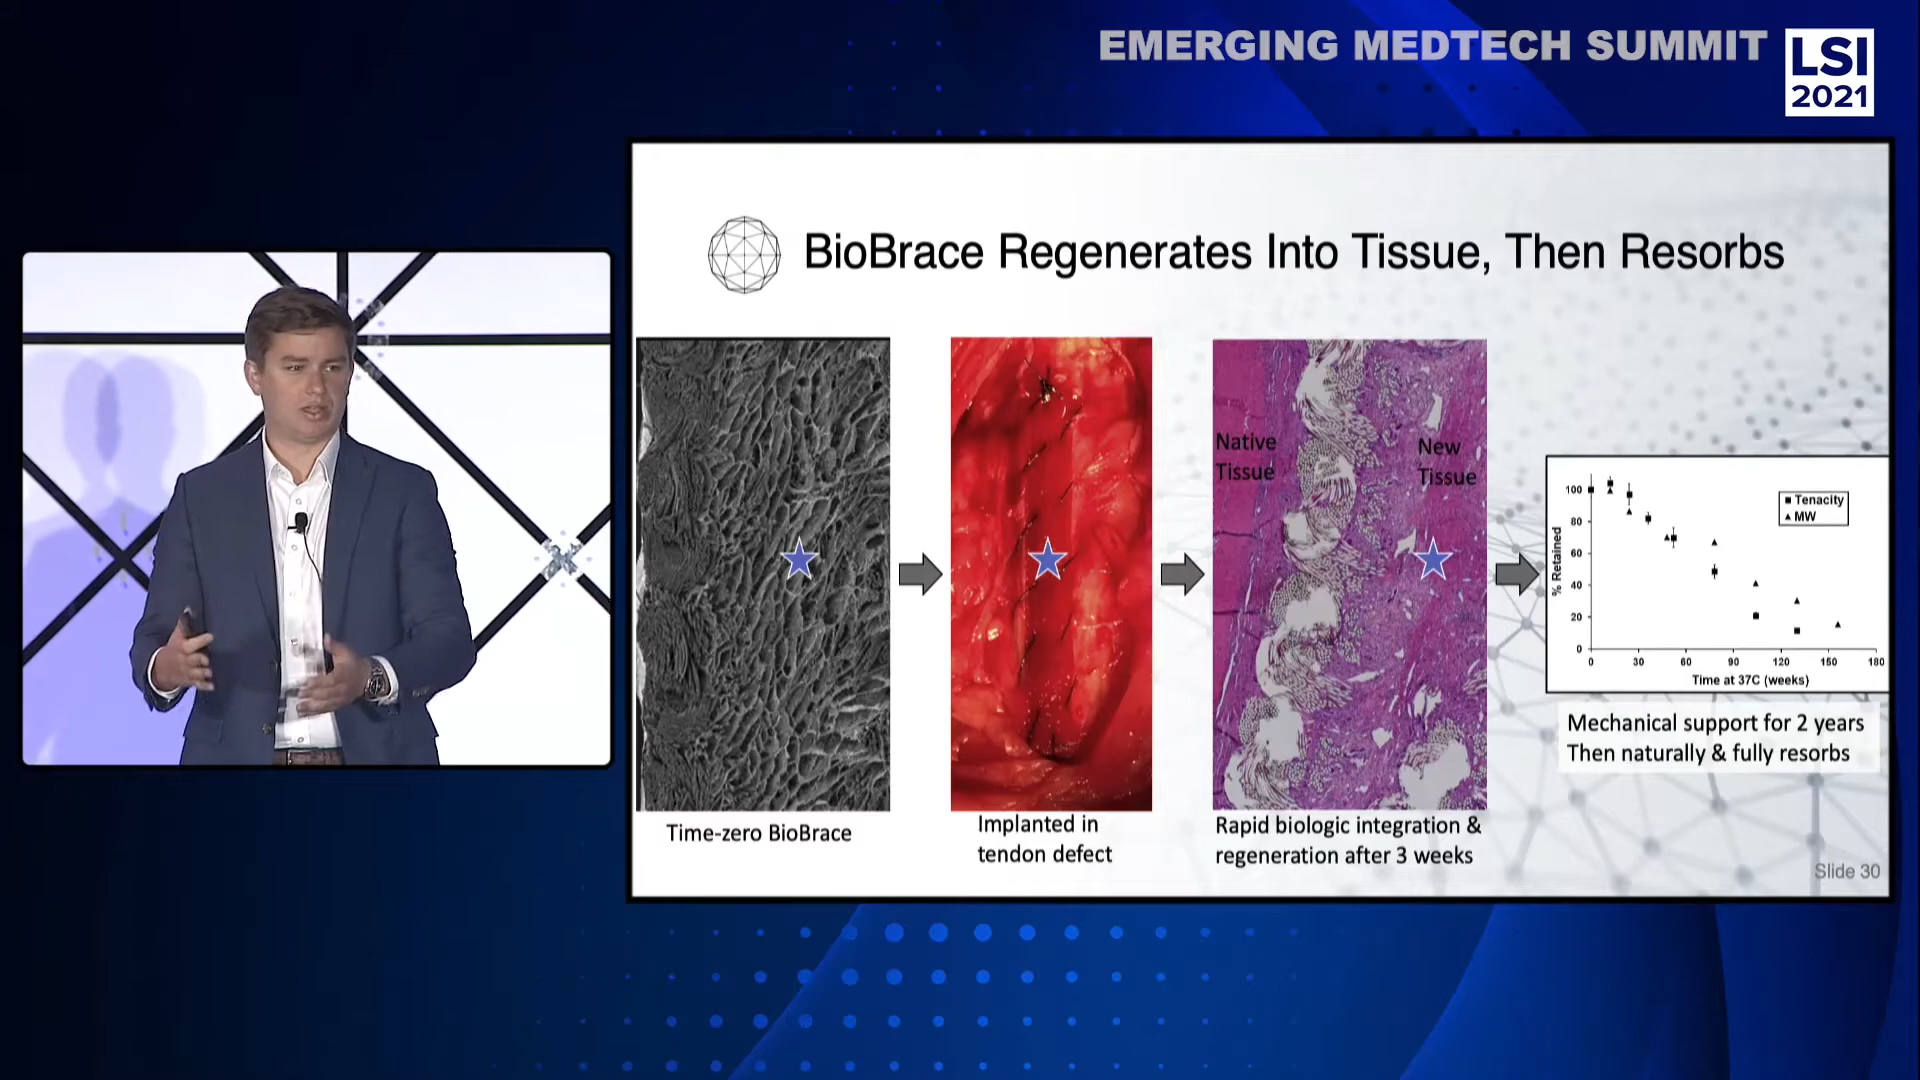 EMERGING MEDTECH SUMMIT
LSI
2021
BioBrace Regenerates Into Tissue, Then Resorbs
Native
Tissue
New
Tissue
Time-zero BioBrace
Implanted in
tendon defect
Rapid biologic integration &
regeneration after 3 weeks
Tenacity
MW
% Retained
100
80
60
40
20
0
0 30 60 90 120 150 180
Time at 37C (weeks)
Mechanical support for 2 years
Then naturally & fully resorbs
Slide 30